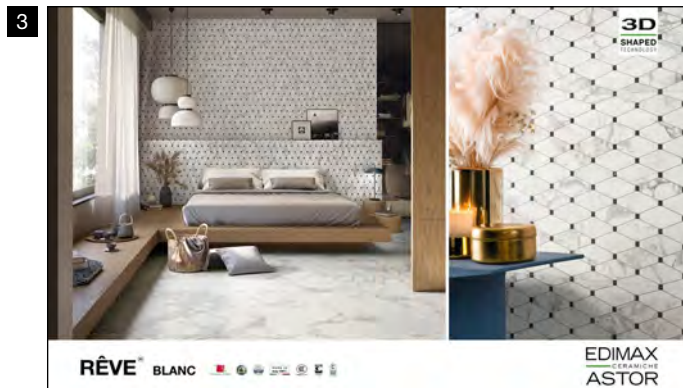 3
3D
SHAPED
TECHNOLOGY
RÊVE® BLANC
EDIMAX
CERAMICHE
ASTOR